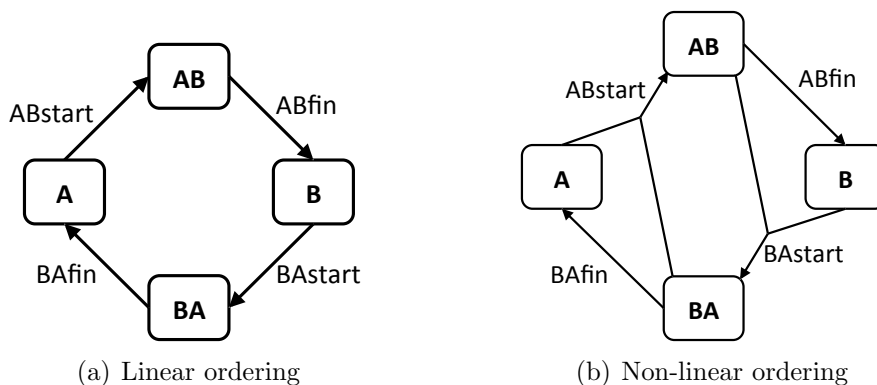 AB
ABstart
ABfin
A
B
BAfin
BAstart
BA
(a) Linear ordering
AB
ABstart
ABfin
A
B
BAfin
BAstart
BA
(b) Non-linear ordering